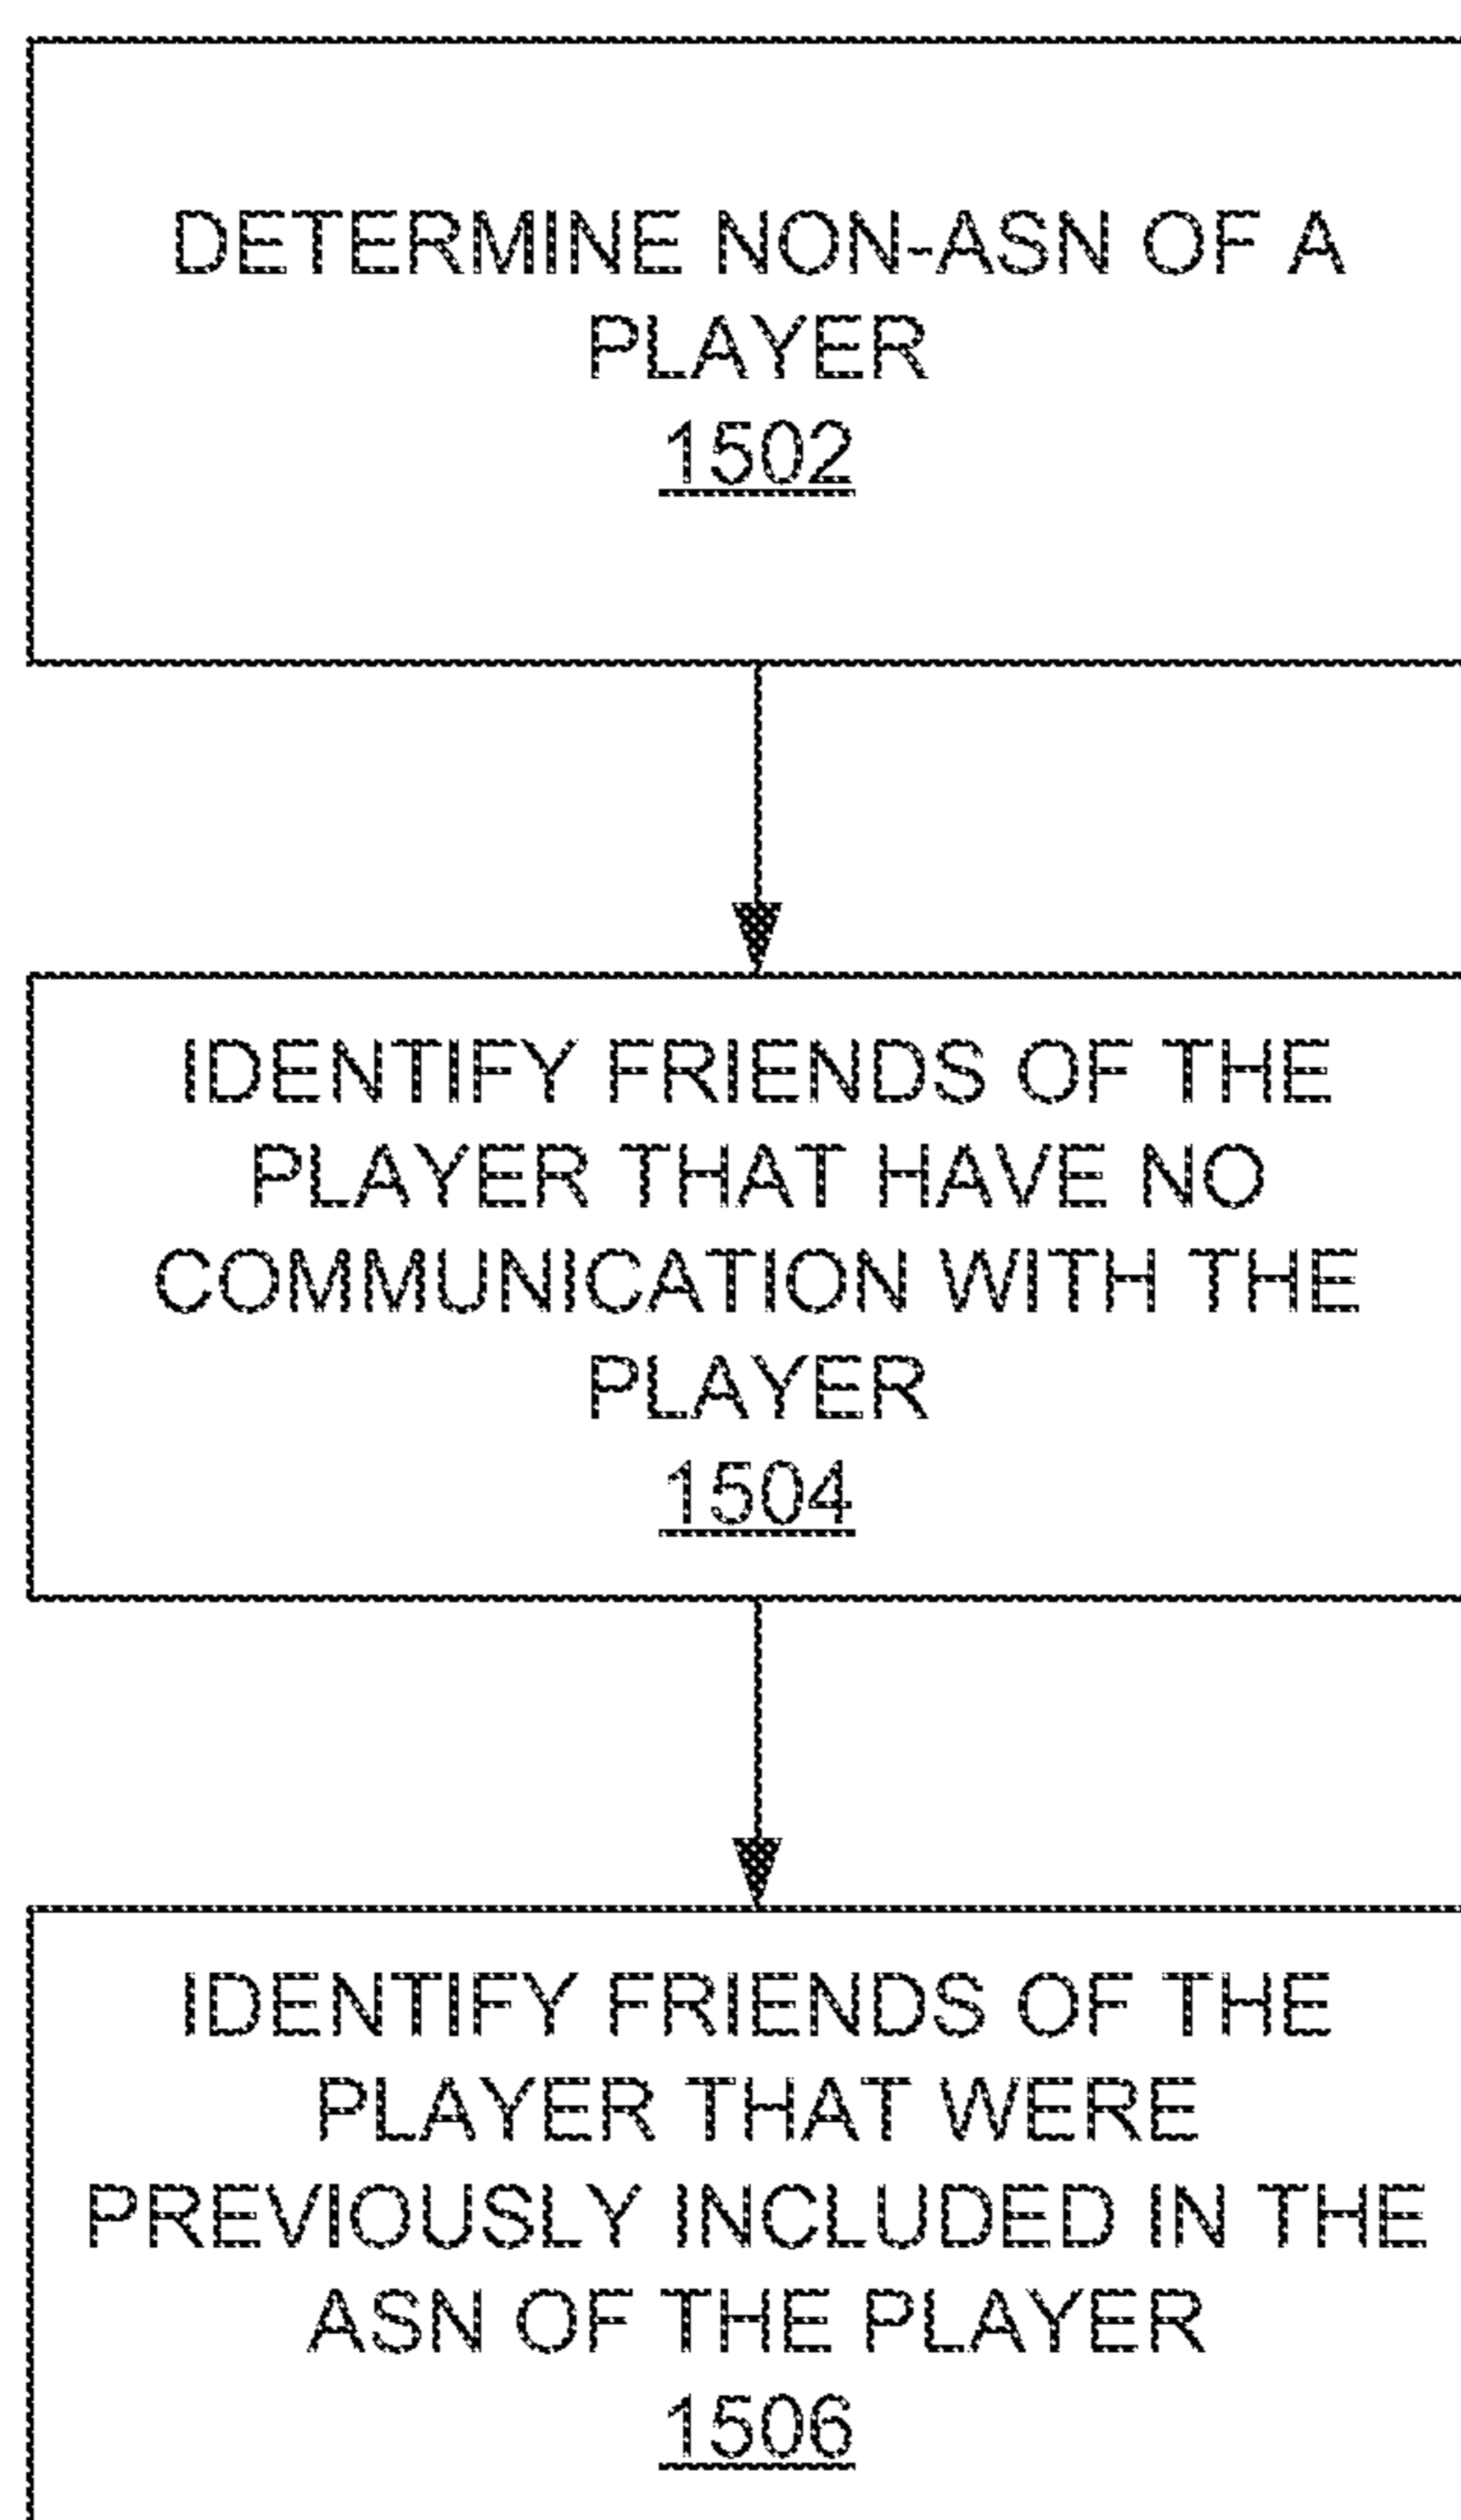 DETERMINE NON-ASN OF A
PLAYER
1502
IDENTIFY FRIENDS OF THE
PLAYER THAT HAVE NO
COMMUNICATION WITH THE
PLAYER
1504
IDENTIFY FRIENDS OF THE
PLAYER THAT WERE
PREVIOUSLY INCLUDED IN THE
ASN OF THE PLAYER
1506